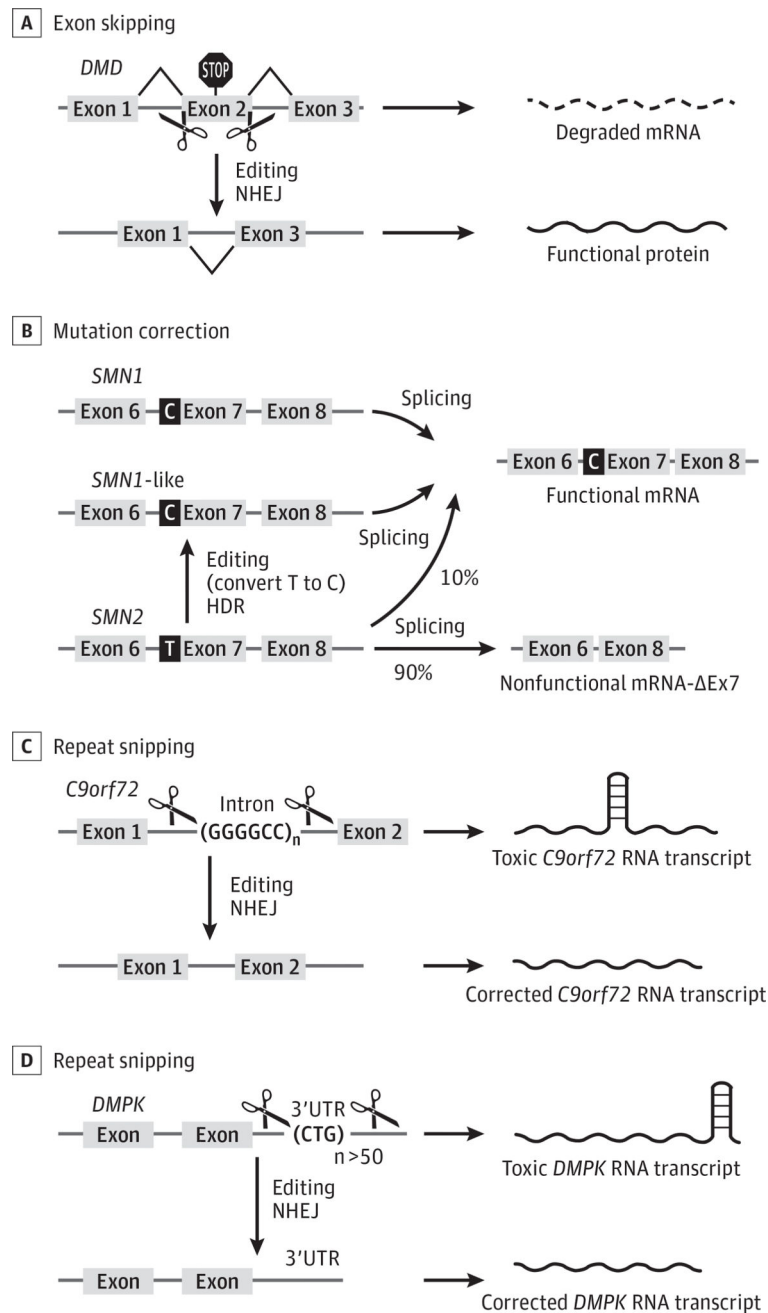 A Exon skipping
DMD
STOP
Exon 1 Exon 2 Exon 3
Degraded mRNA
Editing
NHEJ
Exon 1 Exon 3
Functional protein
B Mutation correction
SMN1
Exon 6 C Exon 7 Exon 8
Splicing
Exon 6 C Exon 7 Exon 8
Functional mRNA
SMN1-like
Exon 6 C Exon 7 Exon 8
Splicing
Editing
(convert T to C)
HDR
10%
SMN2
Exon 6 T Exon 7 Exon 8
Splicing
90%
Exon 6 Exon 8
Nonfunctional mRNA-ΔEx7
C Repeat snipping
C9orf72
Intron
Exon 1 (GGGGCC)n Exon 2
Toxic C9orf72 RNA transcript
Editing
NHEJ
Exon 1 Exon 2
Corrected C9orf72 RNA transcript
D Repeat snipping
DMPK
3′UTR
Exon Exon (CTG)
n>50
Toxic DMPK RNA transcript
Editing
NHEJ
3′UTR
Exon Exon
Corrected DMPK RNA transcript